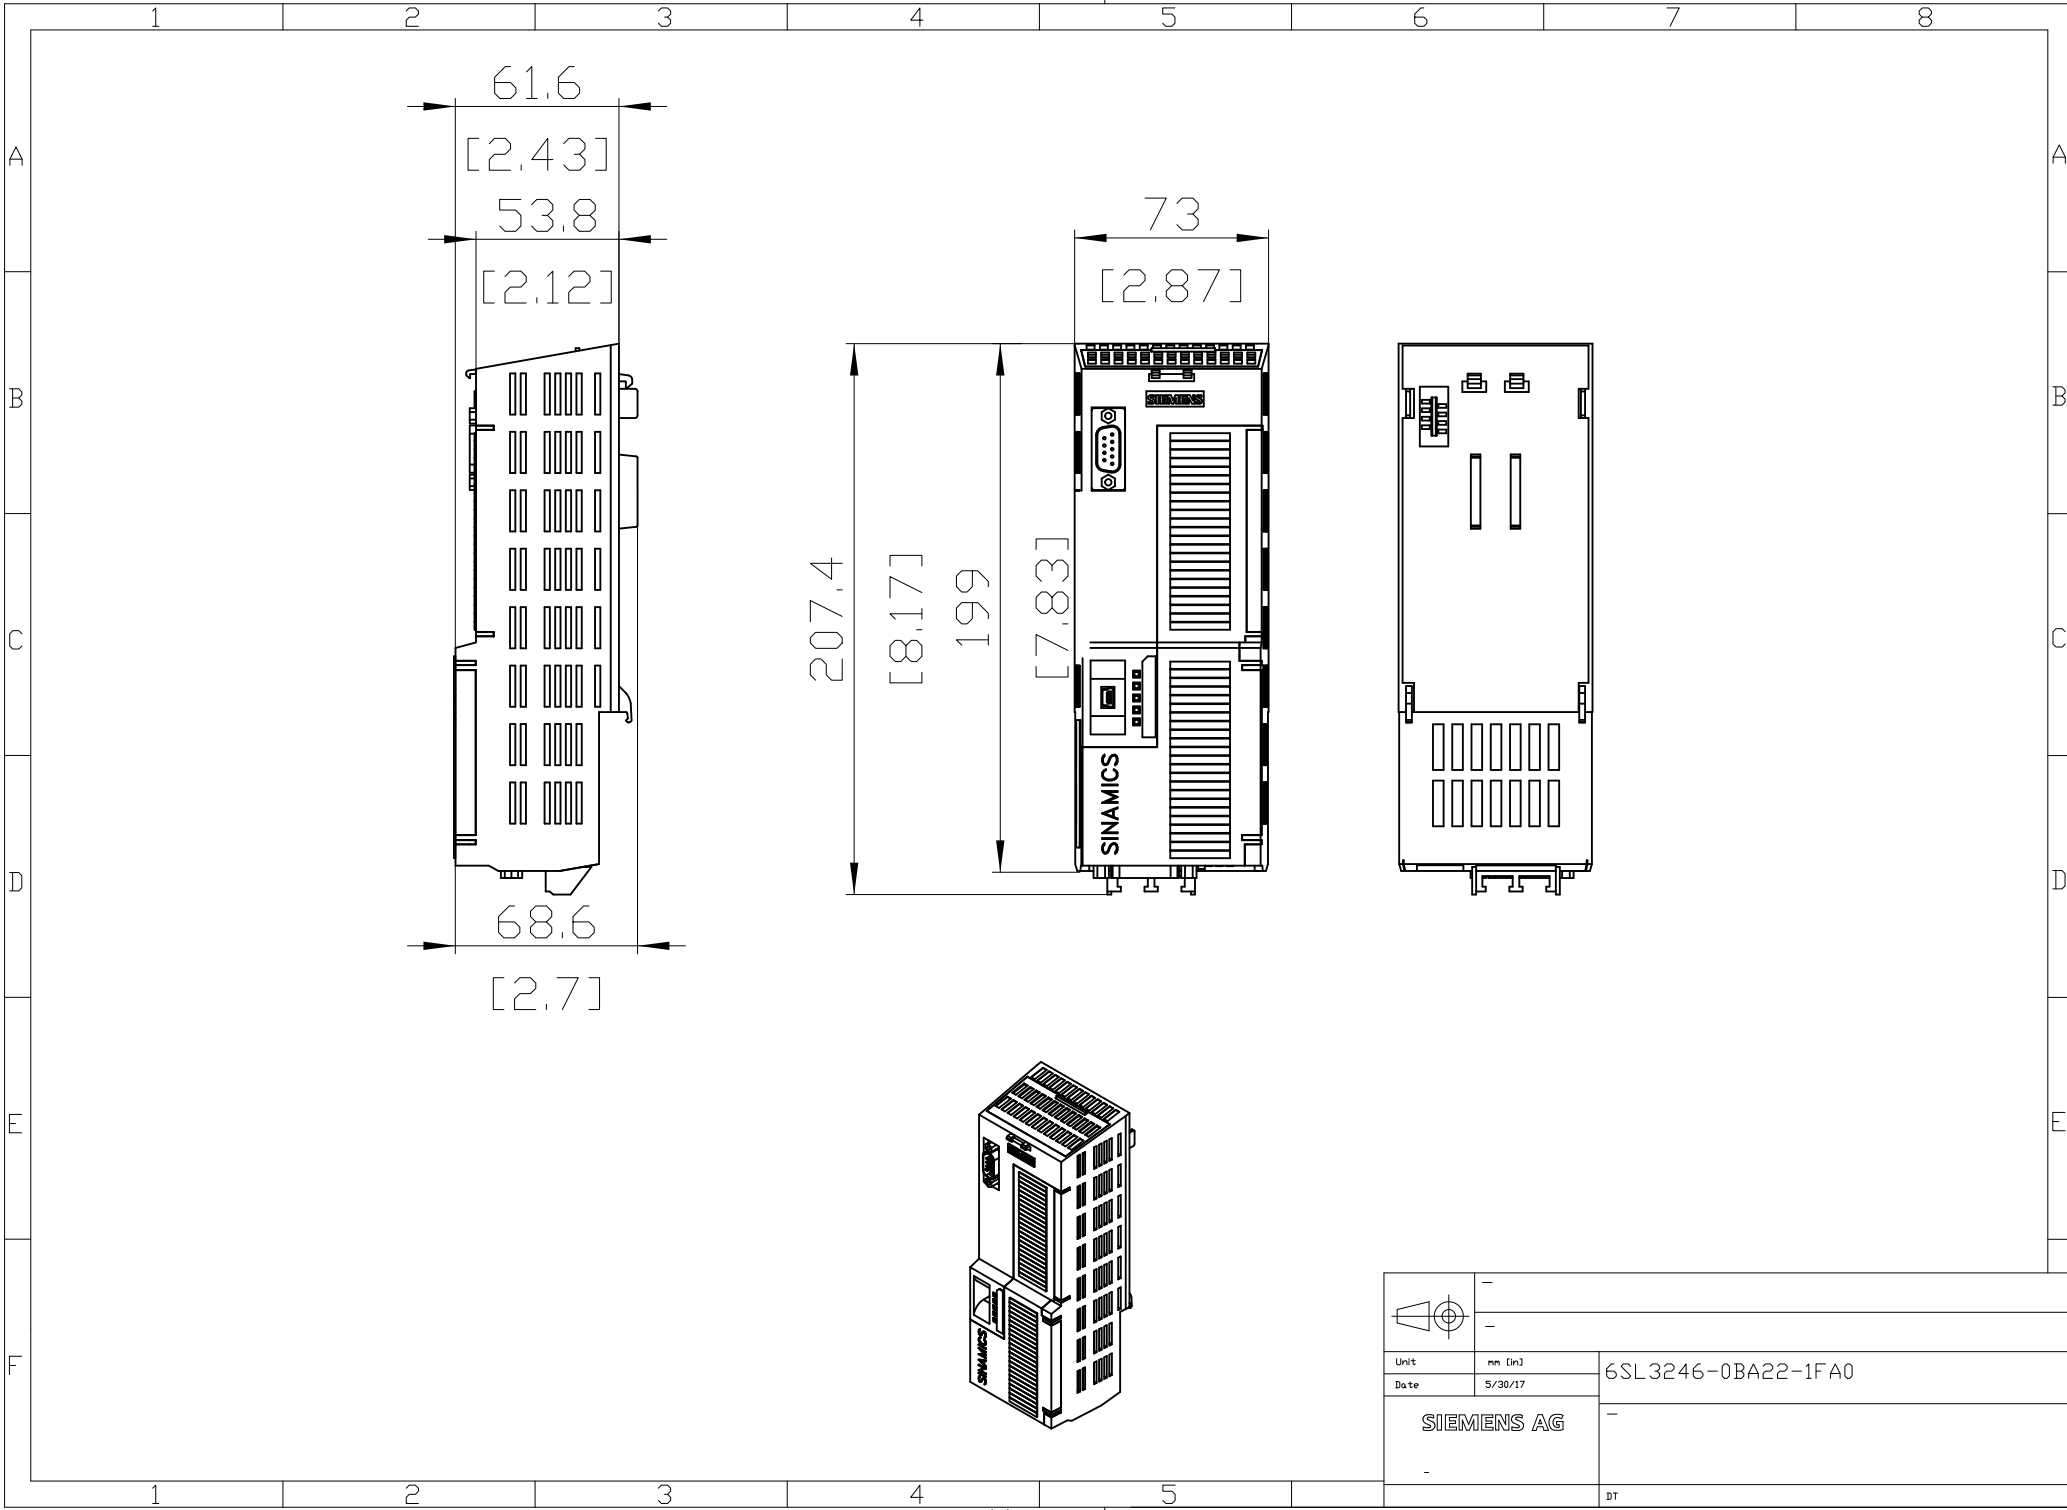 1 2 3 4 5 6 7 8
A A
B B
C C
D D
E E
F
61.6
[2.43]
53.8
[2.12]
68.6
[2.7]
73
[2.87]
207.4
[8.17]
199
[7.83]
SIEMENS
SINAMICS
SINAMICS
Unit mm [in]
Date 5/30/17
6SL3246-0BA22-1FA0
SIEMENS AG
DT
1 2 3 4 5